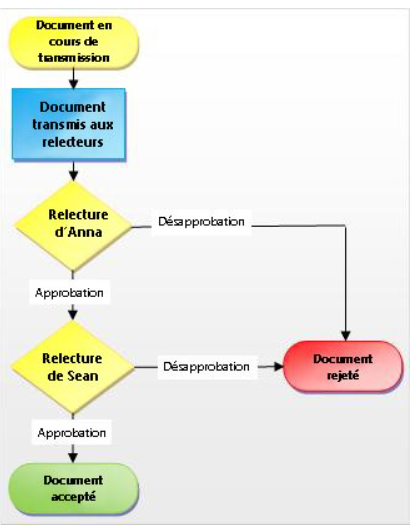 Document en
cours de
transmission
Document
transmis aux
relecteurs
Relecture
d'Anna
Désapprobation
Approbation
Relecture
de Sean
Désapprobation
Document
rejeté
Approbation
Document
accepté